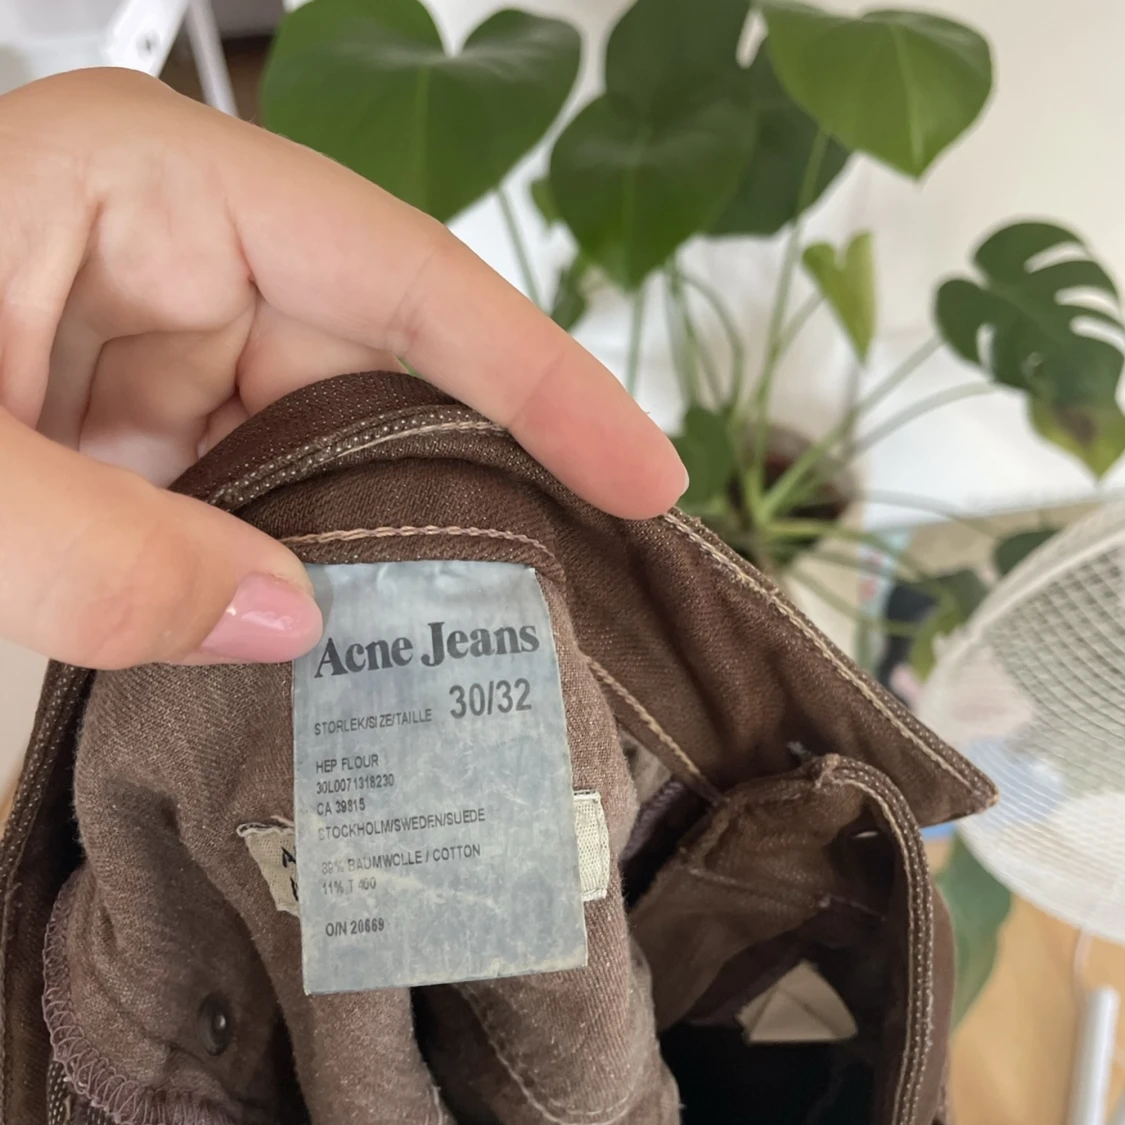 Acne Jeans
STORLEK/SIZE/TAILLE 30/32
HEP FLOUR
30L0071318230
CA 39815
STOCKHOLM/SWEDEN/SUEDE
89% BAUMWOLLE / COTTON
11% T 400
O/N 20669